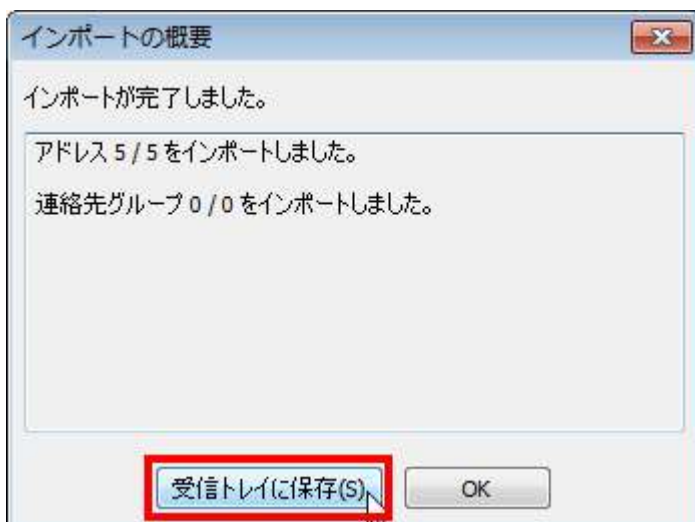 インポートの概要
インポートが完了しました。
アドレス 5 / 5 をインポートしました。
連絡先グループ 0 / 0 をインポートしました。
受信トレイに保存(S)
OK